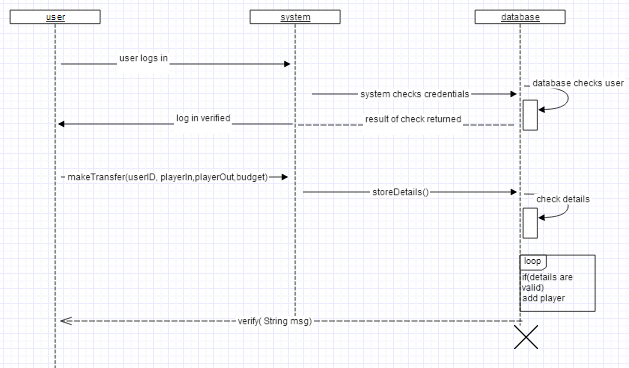 user
system
database
user logs in
database checks user
system checks credentials
log in verified
result of check returned
makeTransfer(userID, playerIn,playerOut,budget)
storeDetails()
check details
loop
if(details are
valid)
add player
verify( String msg)